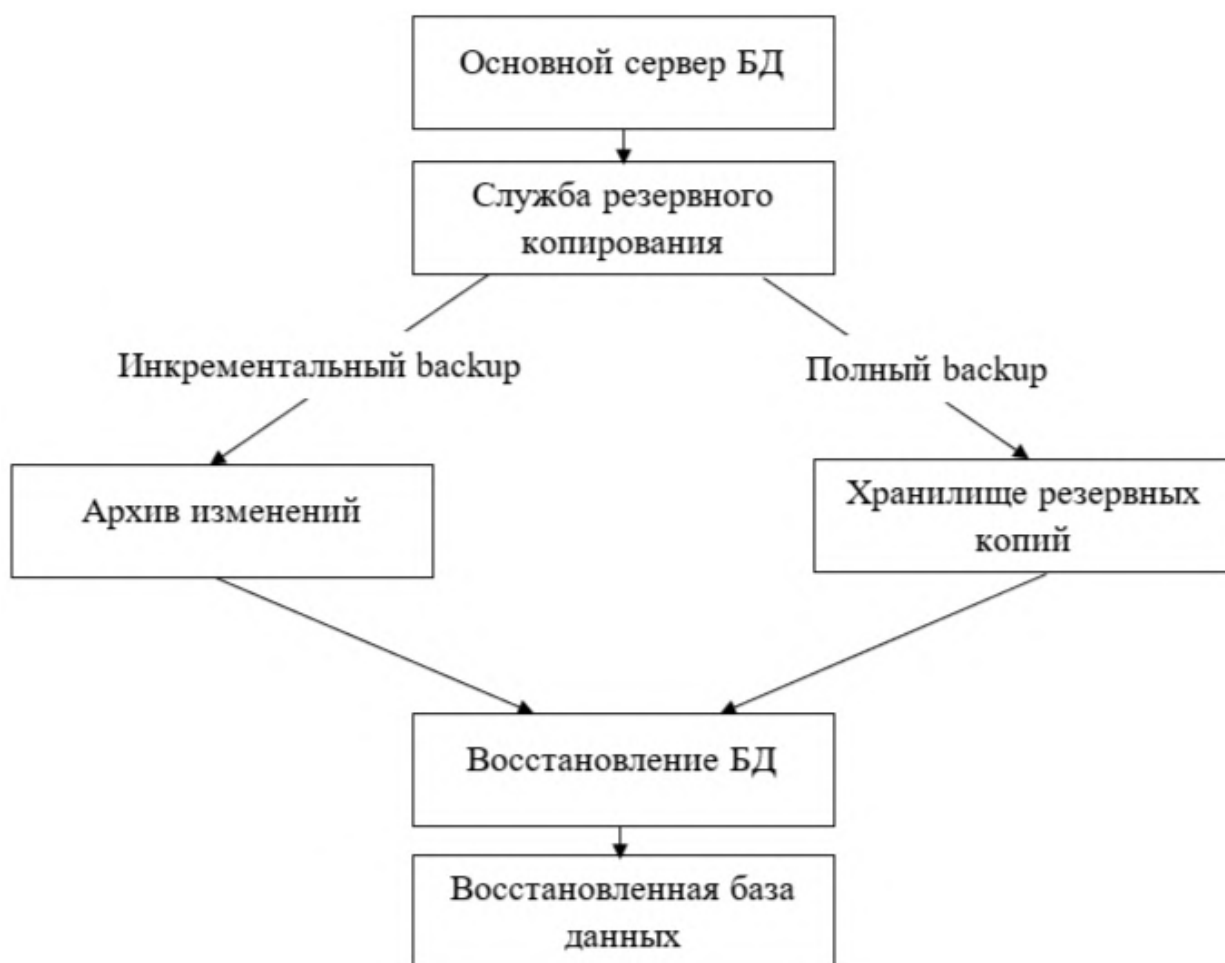 Основной сервер БД
Служба резервного
копирования
Инкрементальный backup
Полный backup
Архив изменений
Хранилище резервных
копий
Восстановление БД
Восстановленная база
данных